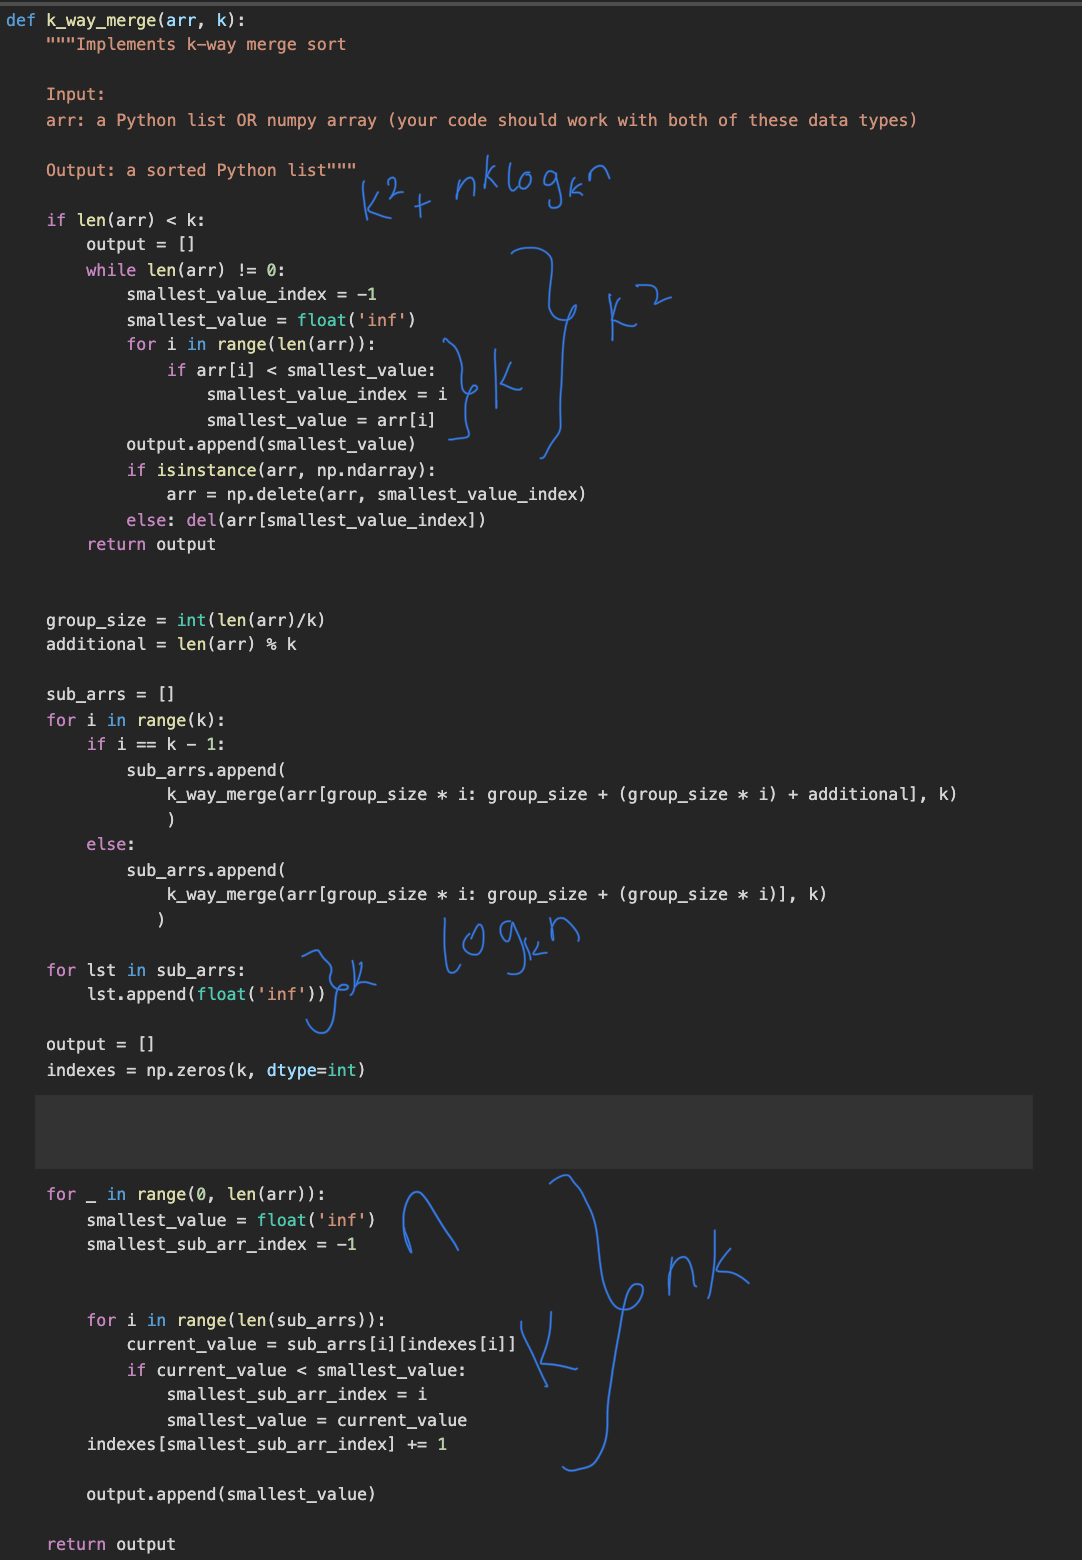 def k_way_merge(arr, k):
    """Implements k-way merge sort
    Input:
    arr: a Python list OR numpy array (your code should work with both of these data types)
    Output: a sorted Python list"""
k² + nk log_k n
    if len(arr) < k:
        output = []
        while len(arr) != 0:
            smallest_value_index = -1
            smallest_value = float('inf')
k²
            for i in range(len(arr)):
                if arr[i] < smallest_value:
k
                    smallest_value_index = i
                    smallest_value = arr[i]
            output.append(smallest_value)
            if isinstance(arr, np.ndarray):
                arr = np.delete(arr, smallest_value_index)
            else: del(arr[smallest_value_index])
        return output
    group_size = int(len(arr)/k)
    additional = len(arr) % k
    sub_arrs = []
    for i in range(k):
        if i == k - 1:
            sub_arrs.append(
                k_way_merge(arr[group_size * i: group_size + (group_size * i) + additional], k)
                )
        else:
            sub_arrs.append(
                k_way_merge(arr[group_size * i: group_size + (group_size * i)], k)
               )
log_k n
    for lst in sub_arrs:
        lst.append(float('inf'))
k
    output = []
    indexes = np.zeros(k, dtype=int)
    for _ in range(0, len(arr)):
        smallest_value = float('inf')
n
        smallest_sub_arr_index = -1
nk
        for i in range(len(sub_arrs)):
            current_value = sub_arrs[i][indexes[i]]
k
            if current_value < smallest_value:
                smallest_sub_arr_index = i
                smallest_value = current_value
        indexes[smallest_sub_arr_index] += 1
        output.append(smallest_value)
    return output